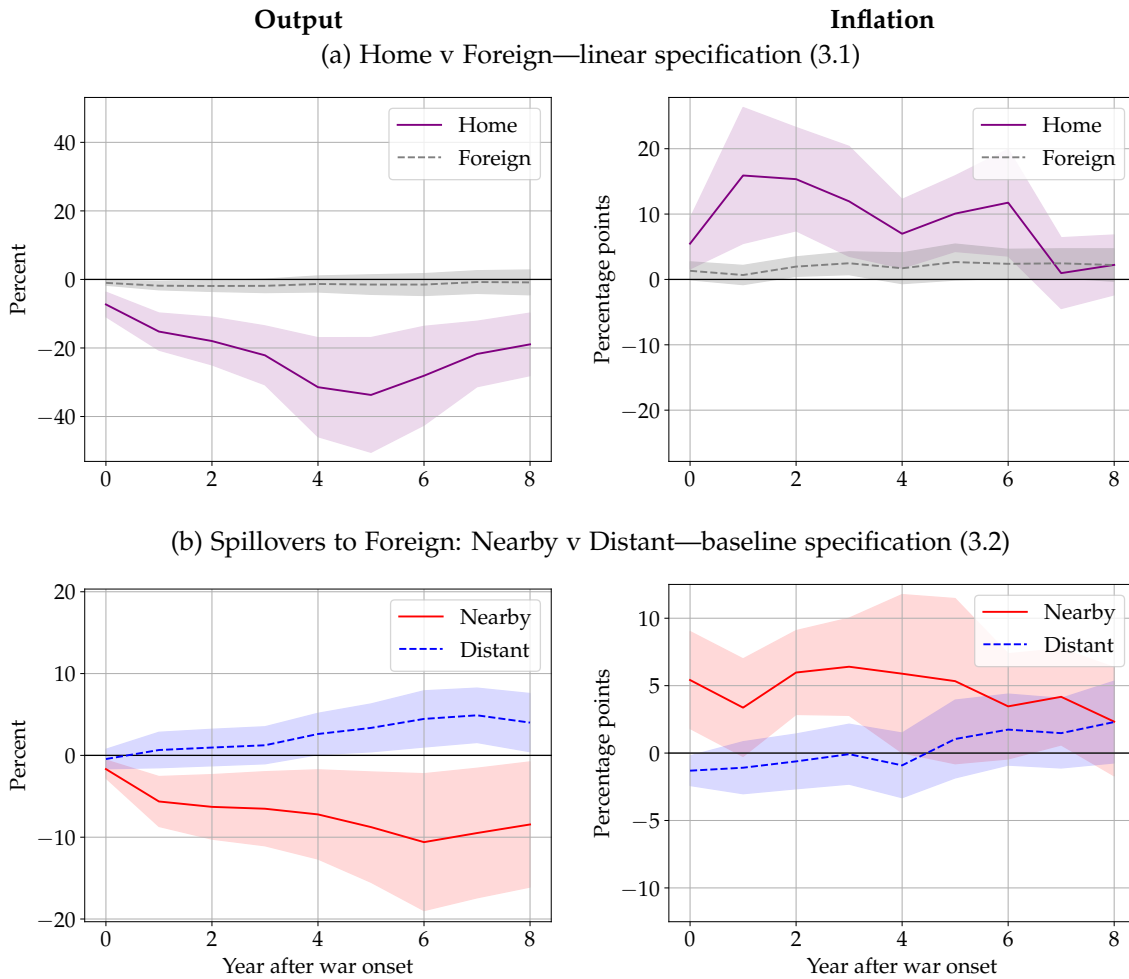 Output Inflation
(a) Home v Foreign—linear specification (3.1)
Percent
40
20
0
−20
−40
0 2 4 6 8
Home
Foreign
Percentage points
20
10
0
−10
−20
0 2 4 6 8
Home
Foreign
(b) Spillovers to Foreign: Nearby v Distant—baseline specification (3.2)
Percent
20
10
0
−10
−20
0 2 4 6 8
Year after war onset
Nearby
Distant
Percentage points
10
5
0
−5
−10
0 2 4 6 8
Year after war onset
Nearby
Distant